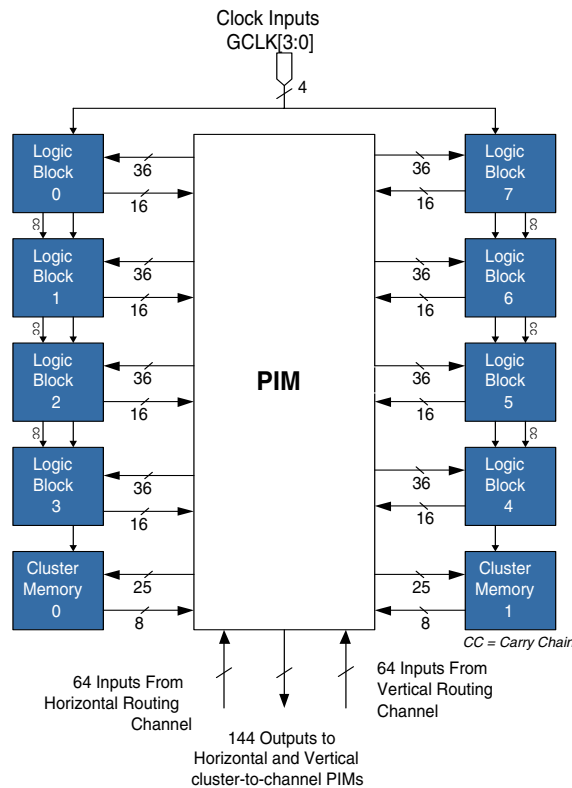 Clock Inputs
GCLK[3:0]
4
Logic
Block
0
36
16
CC
Logic
Block
1
36
16
CC
Logic
Block
2
36
16
CC
Logic
Block
3
36
16
Cluster
Memory
0
25
8
PIM
Logic
Block
7
36
16
CC
Logic
Block
6
36
16
CC
Logic
Block
5
36
16
CC
Logic
Block
4
36
16
Cluster
Memory
1
25
8
CC = Carry Chain
64 Inputs From
Horizontal Routing
Channel
64 Inputs From
Vertical Routing
Channel
144 Outputs to
Horizontal and Vertical
cluster-to-channel PIMs